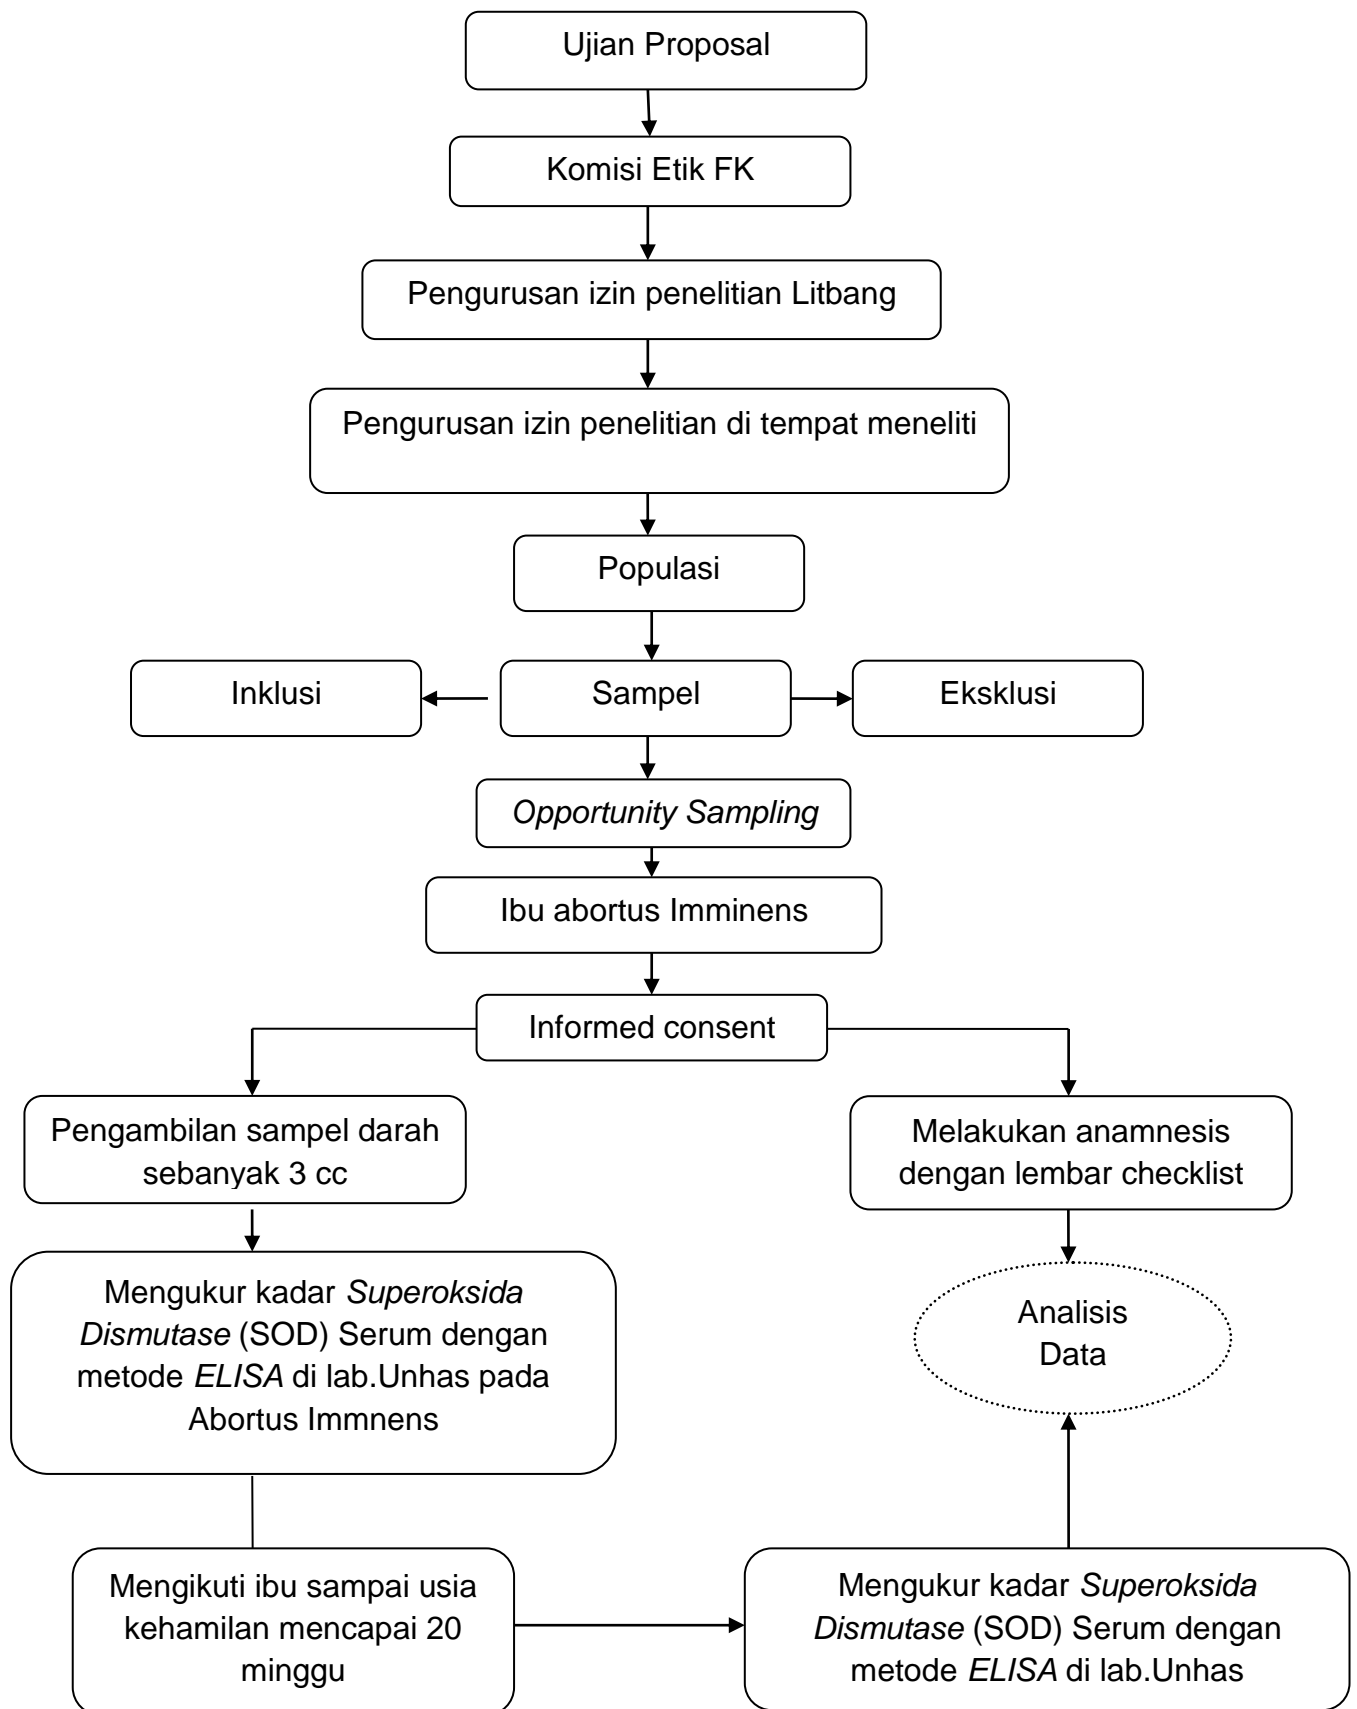 Ujian Proposal
Komisi Etik FK
Pengurusan izin penelitian Litbang
Pengurusan izin penelitian di tempat meneliti
Populasi
Inklusi
Sampel
Eksklusi
Opportunity Sampling
Ibu abortus Imminens
Informed consent
Pengambilan sampel darah
sebanyak 3 cc
Melakukan anamnesis
dengan lembar checklist
Mengukur kadar Superoksida
Dismutase (SOD) Serum dengan
metode ELISA di lab.Unhas pada
Abortus Immnens
Analisis
Data
Mengikuti ibu sampai usia
kehamilan mencapai 20
minggu
Mengukur kadar Superoksida
Dismutase (SOD) Serum dengan
metode ELISA di lab.Unhas